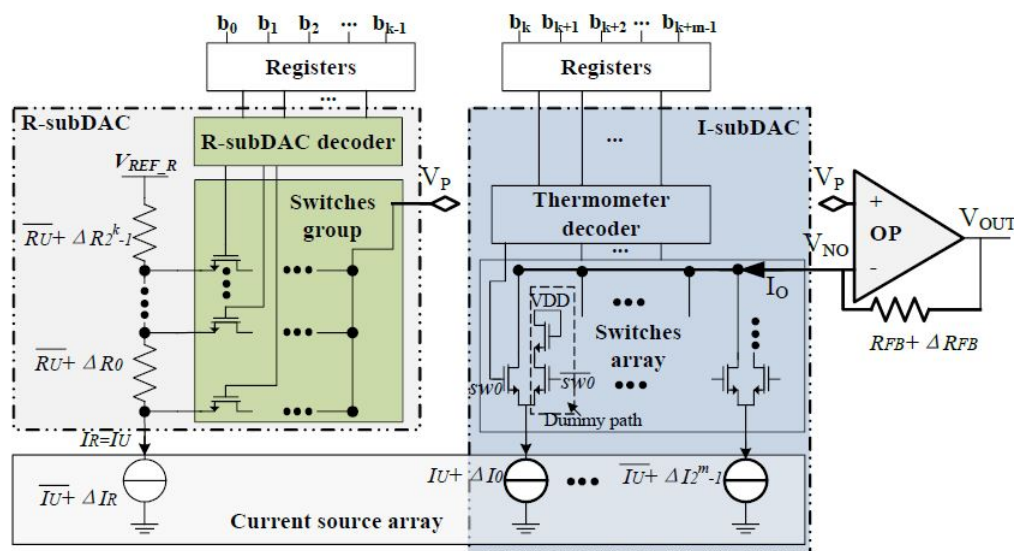 b0 b1 b2 ... bk-1
bk bk+1 bk+2 ... bk+m-1
Registers
Registers
...
...
R-subDAC
I-subDAC
R-subDAC decoder
...
VREF_R
VP
VP
Switches
group
Thermometer
decoder
RU+ ΔR2^k-1
+
OP
-
VOUT
VNO
IO
VDD
Switches
array
RFB+ ΔRFB
RU+ ΔR0
sw0
sw0
Dummy path
IR=IU
IU+ ΔIR
IU+ ΔI0
IU+ ΔI2^m-1
Current source array